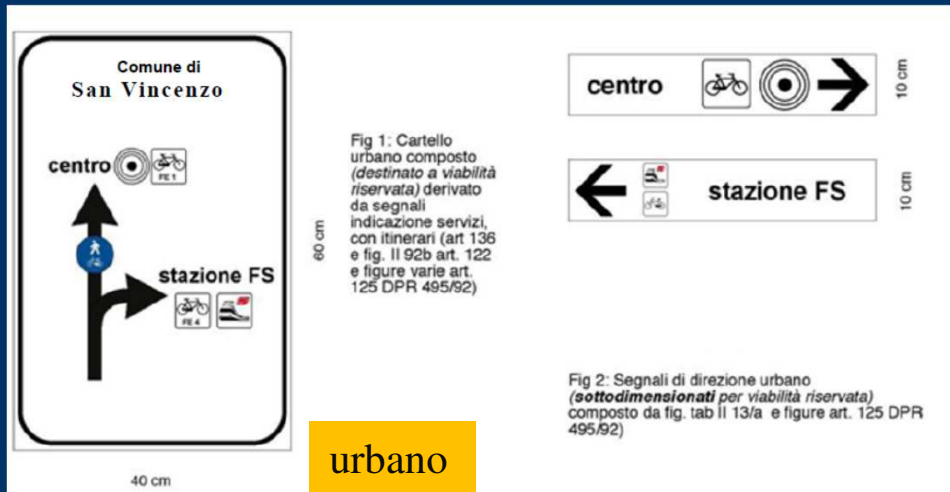 Comune di
San Vincenzo
centro
FE 1
stazione FS
FE 4
60 cm
40 cm
Fig 1: Cartello
urbano composto
(destinato a viabilità
riservata) derivato
da segnali
indicazione servizi,
con itinerari (art 136
e fig. II 92b art. 122
e figure varie art.
125 DPR 495/92)
urbano
centro
10 cm
stazione FS
10 cm
Fig 2: Segnali di direzione urbano
(sottodimensionati per viabilità riservata)
composto da fig. tab II 13/a e figure art. 125 DPR
495/92)